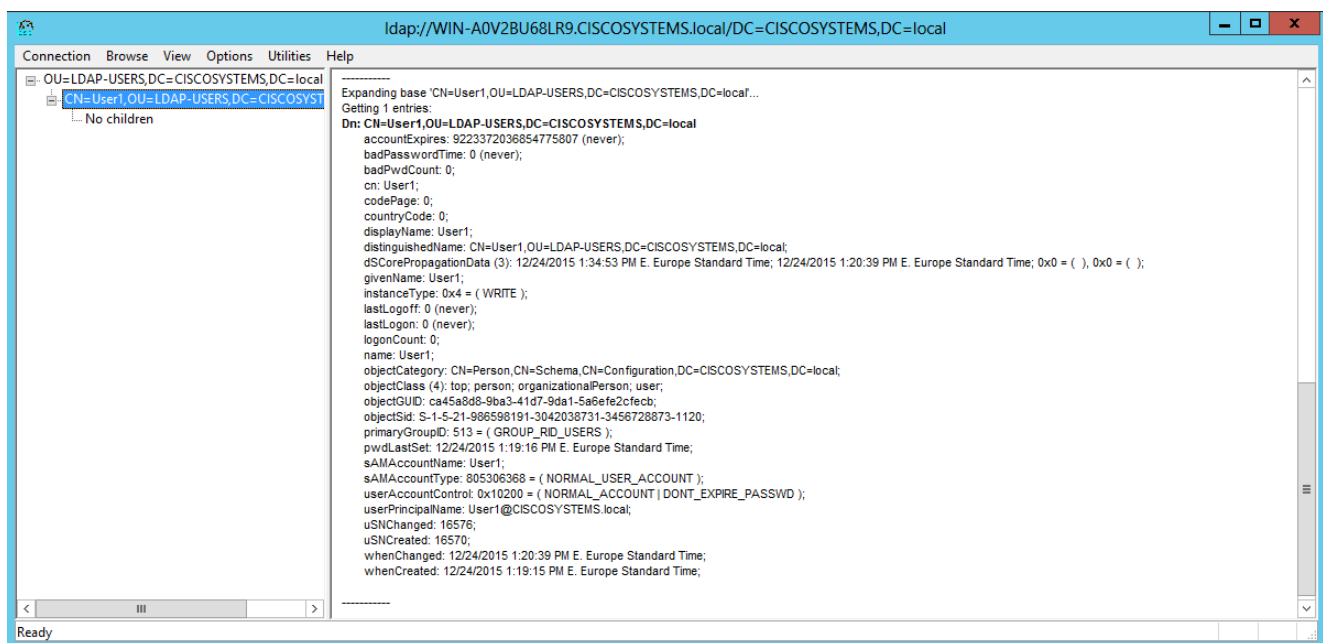 ldap://WIN-A0V2BU68LR9.CISCOSYSTEMS.local/DC=CISCOSYSTEMS,DC=local
Connection Browse View Options Utilities Help
OU=LDAP-USERS,DC=CISCOSYSTEMS,DC=local
CN=User1,OU=LDAP-USERS,DC=CISCOSYST
No children
-----------
Expanding base 'CN=User1,OU=LDAP-USERS,DC=CISCOSYSTEMS,DC=local'...
Getting 1 entries:
Dn: CN=User1,OU=LDAP-USERS,DC=CISCOSYSTEMS,DC=local
accountExpires: 9223372036854775807 (never);
badPasswordTime: 0 (never);
badPwdCount: 0;
cn: User1;
codePage: 0;
countryCode: 0;
displayName: User1;
distinguishedName: CN=User1,OU=LDAP-USERS,DC=CISCOSYSTEMS,DC=local;
dSCorePropagationData (3): 12/24/2015 1:34:53 PM E. Europe Standard Time; 12/24/2015 1:20:39 PM E. Europe Standard Time; 0x0 = ( ), 0x0 = ( );
givenName: User1;
instanceType: 0x4 = ( WRITE );
lastLogoff: 0 (never);
lastLogon: 0 (never);
logonCount: 0;
name: User1;
objectCategory: CN=Person,CN=Schema,CN=Configuration,DC=CISCOSYSTEMS,DC=local;
objectClass (4): top; person; organizationalPerson; user;
objectGUID: ca45a8d8-9ba3-41d7-9da1-5a6efe2cfecb;
objectSid: S-1-5-21-986598191-3042038731-3456728873-1120;
primaryGroupID: 513 = ( GROUP_RID_USERS );
pwdLastSet: 12/24/2015 1:19:16 PM E. Europe Standard Time;
sAMAccountName: User1;
sAMAccountType: 805306368 = ( NORMAL_USER_ACCOUNT );
userAccountControl: 0x10200 = ( NORMAL_ACCOUNT | DONT_EXPIRE_PASSWD );
userPrincipalName: User1@CISCOSYSTEMS.local;
uSNChanged: 16576;
uSNCreated: 16570;
whenChanged: 12/24/2015 1:20:39 PM E. Europe Standard Time;
whenCreated: 12/24/2015 1:19:15 PM E. Europe Standard Time;
-----------
Ready